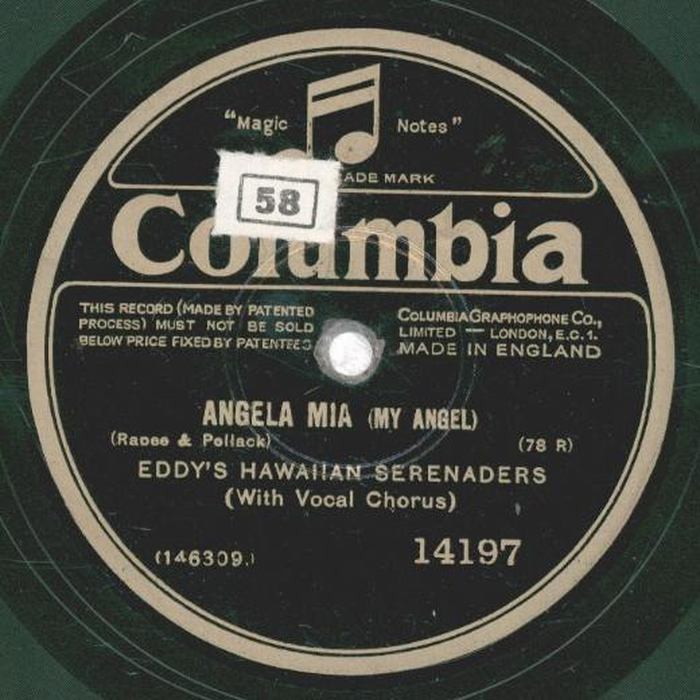 "Magic Notes"
ADE MARK
58
Columbia
THIS RECORD (MADE BY PATENTED
PROCESS) MUST NOT BE SOLD
BELOW PRICE FIXED BY PATENTEES
COLUMBIA GRAPHOPHONE CO.,
LIMITED — LONDON, E.C.1.
MADE IN ENGLAND
ANGELA MIA (MY ANGEL)
(Rapee & Pollack)
(78 R)
EDDY'S HAWAIIAN SERENADERS
(With Vocal Chorus)
(146309.)
14197